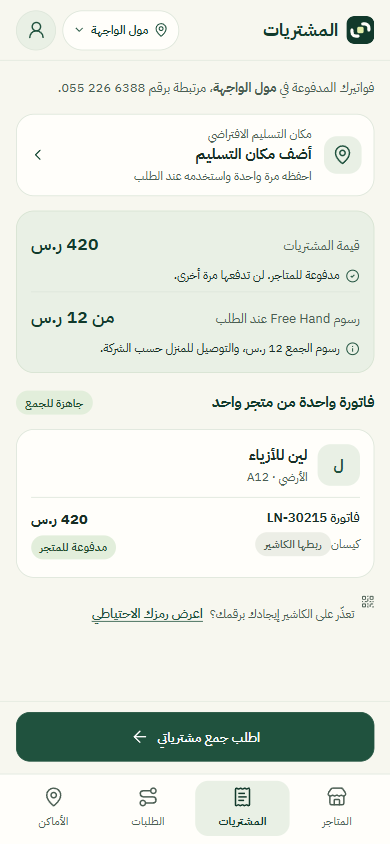 المشتريات
مول الواجهة
فواتيرك المدفوعة في مول الواجهة، مرتبطة برقم 055 226 6388.
مكان التسليم الافتراضي
أضف مكان التسليم
احفظه مرة واحدة واستخدمه عند الطلب
قيمة المشتريات
420 ر.س
مدفوعة للمتاجر. لن تدفعها مرة أخرى.
رسوم Free Hand عند الطلب
من 12 ر.س
رسوم الجمع 12 ر.س، والتوصيل للمنزل حسب الشركة.
فاتورة واحدة من متجر واحد
جاهزة للجمع
ل
لين للأزياء
الأرضي · A12
فاتورة LN-30215
420 ر.س
كيسان
ربطها الكاشير
مدفوعة للمتجر
تعذّر على الكاشير إيجادك برقمك؟ اعرض رمزك الاحتياطي
اطلب جمع مشترياتي
المتاجر
المشتريات
الطلبات
الأماكن